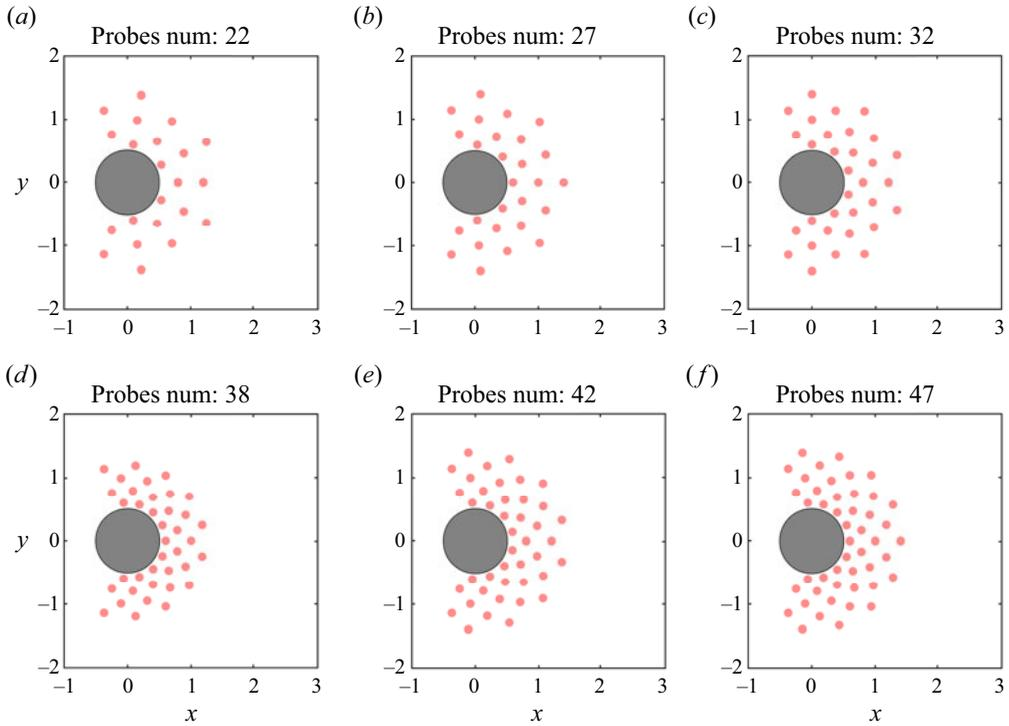 (a) (b) (c)
Probes num: 22 Probes num: 27 Probes num: 32
2 2 2
1 1 1
y 0 0 0
–1 –1 –1
–2 –2 –2
–1 0 1 2 3 –1 0 1 2 3 –1 0 1 2 3
(d) (e) (f)
Probes num: 38 Probes num: 42 Probes num: 47
2 2 2
1 1 1
y 0 0 0
–1 –1 –1
–2 –2 –2
–1 0 1 2 3 –1 0 1 2 3 –1 0 1 2 3
x x x